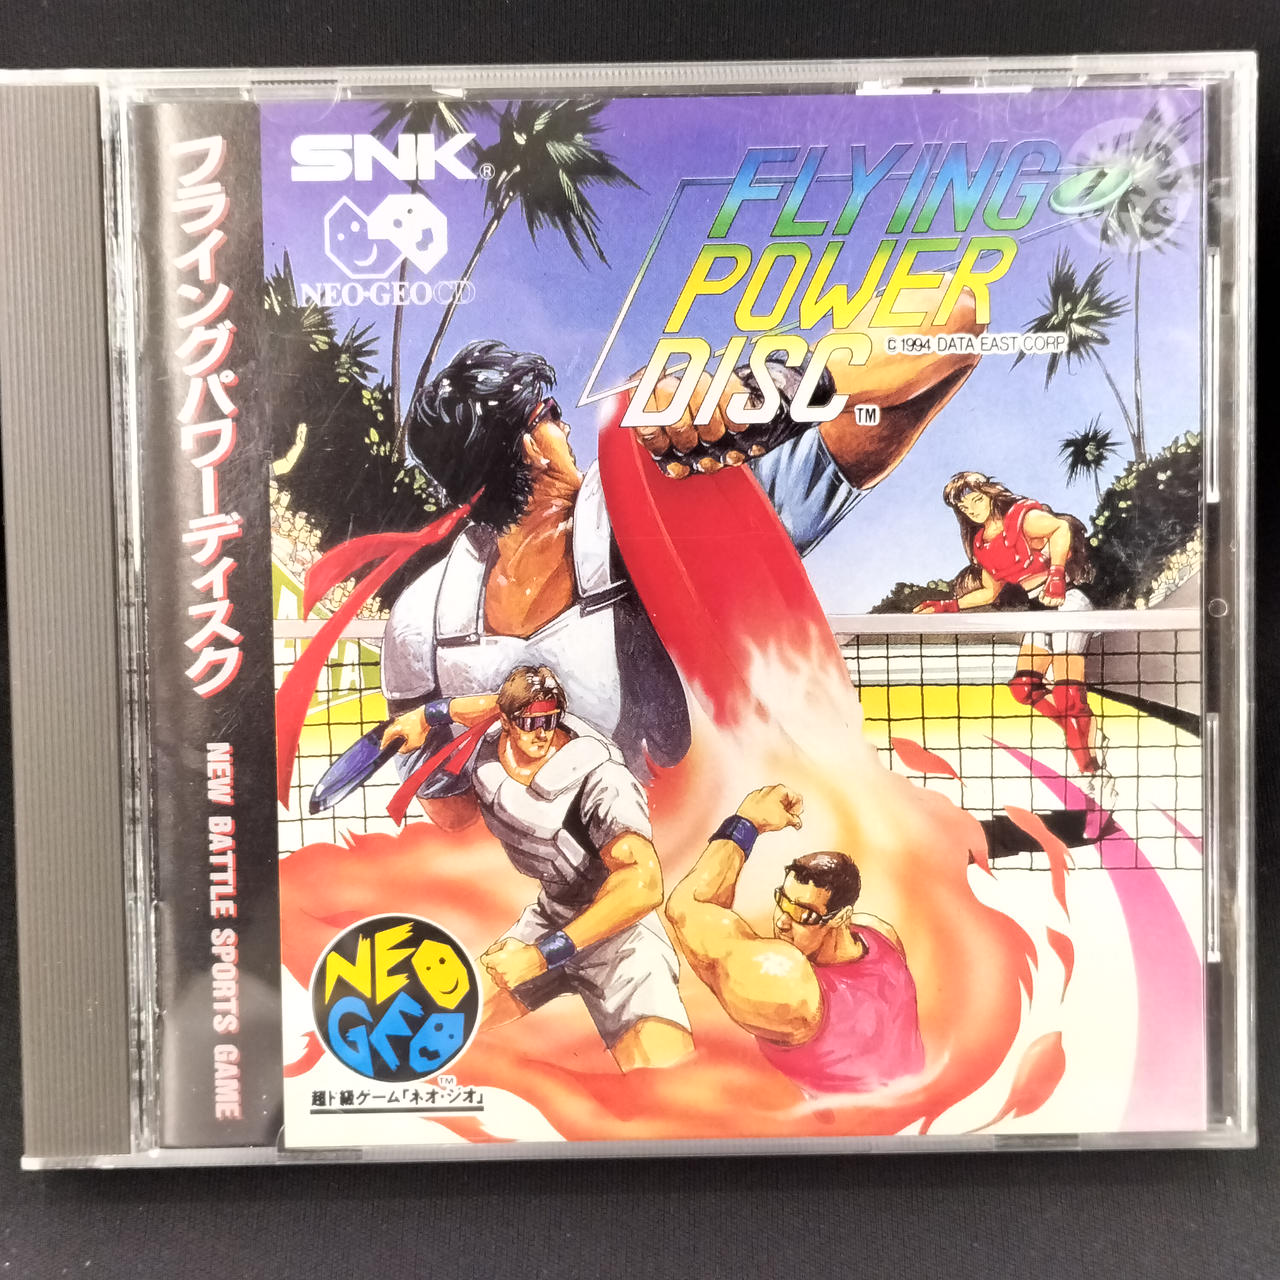 フライングパワーディスク
NEW BATTLE SPORTS GAME
SNK®
NEO·GEO CD
FLYING
POWER
DISC™
©1994 DATA EAST CORP.
NEO
GEO
TM
超ド級ゲーム「ネオ·ジオ」